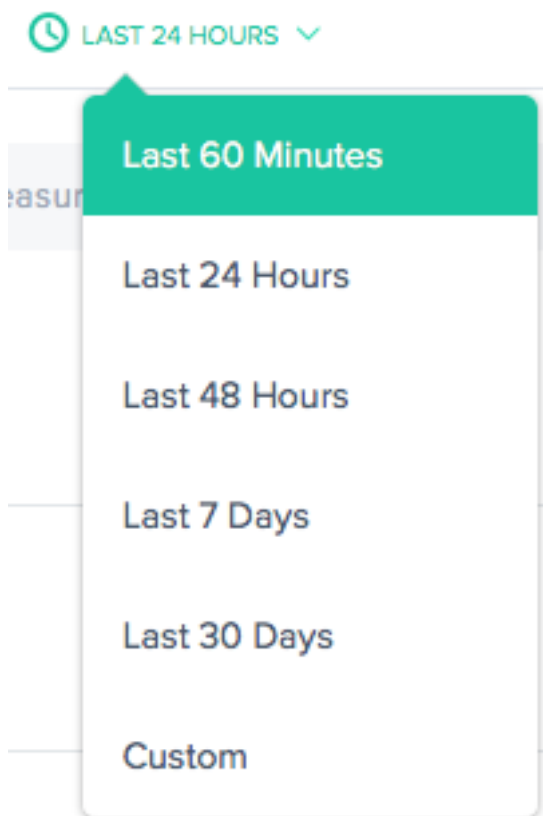 LAST 24 HOURS
Last 60 Minutes
Last 24 Hours
Last 48 Hours
Last 7 Days
Last 30 Days
Custom